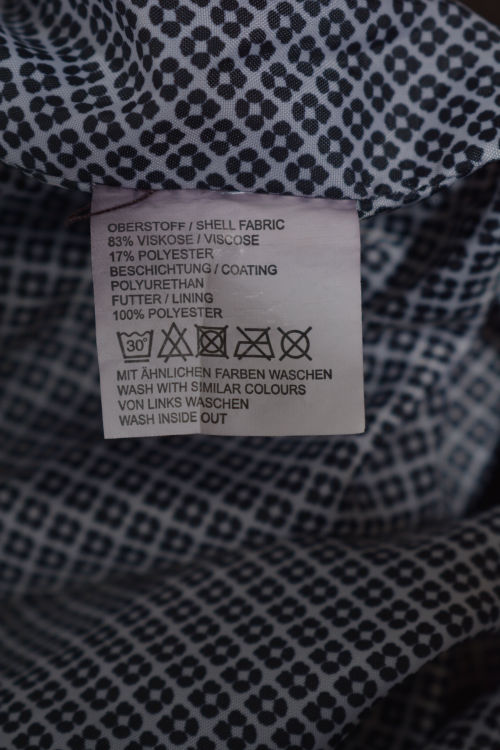 OBERSTOFF / SHELL FABRIC
83% VISKOSE / VISCOSE
17% POLYESTER
BESCHICHTUNG / COATING
POLYURETHAN
FUTTER / LINING
100% POLYESTER
30°
MIT ÄHNLICHEN FARBEN WASCHEN
WASH WITH SIMILAR COLOURS
VON LINKS WASCHEN
WASH INSIDE OUT